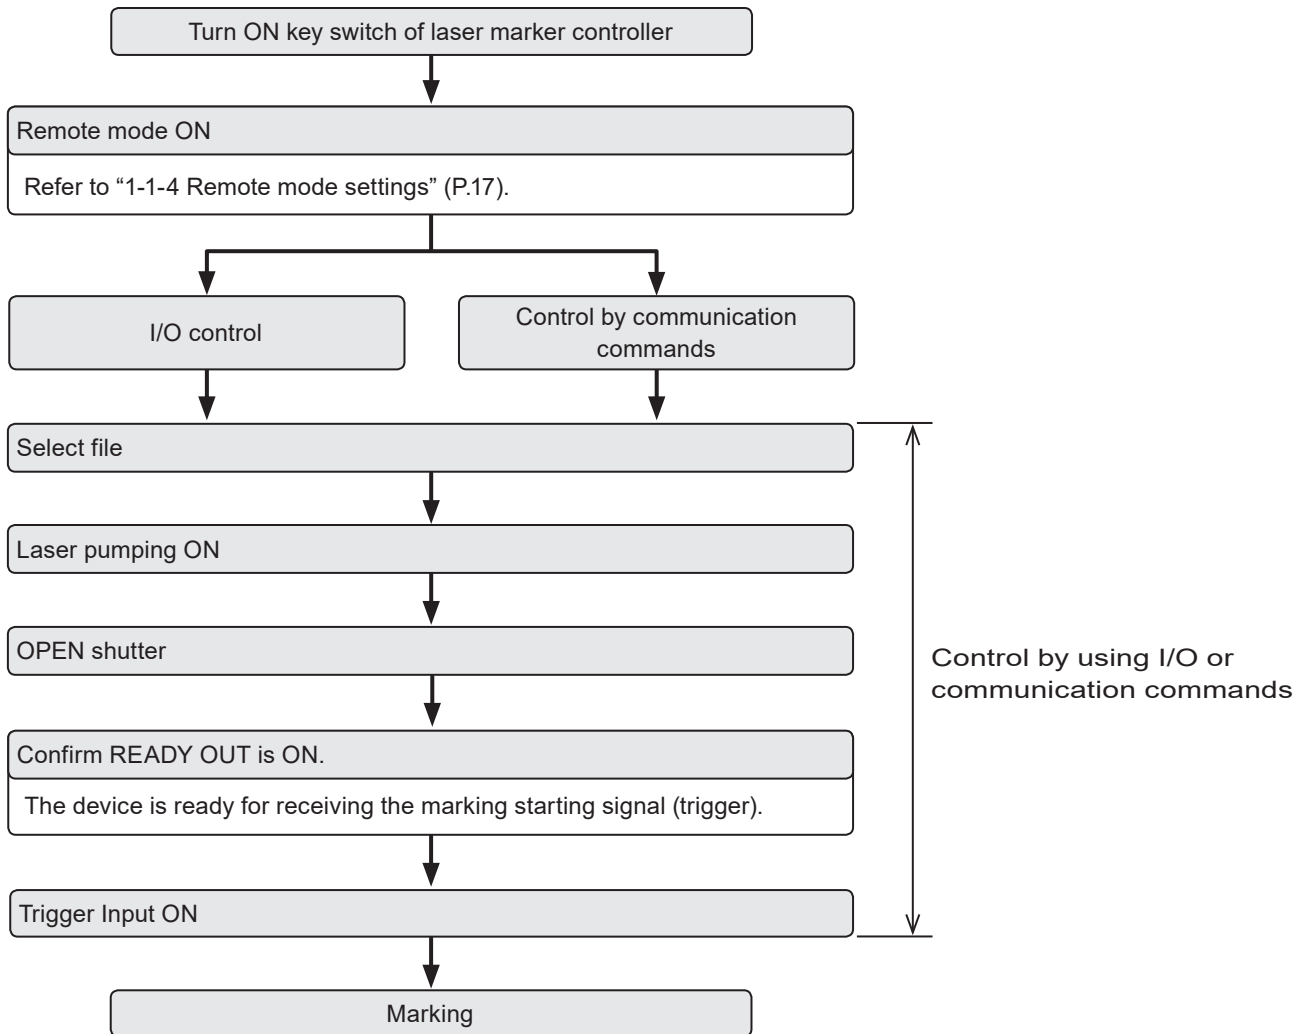 Turn ON key switch of laser marker controller
Remote mode ON
Refer to “1-1-4 Remote mode settings” (P.17).
I/O control
Control by communication
commands
Select file
Laser pumping ON
OPEN shutter
Control by using I/O or
communication commands
Confirm READY OUT is ON.
The device is ready for receiving the marking starting signal (trigger).
Trigger Input ON
Marking